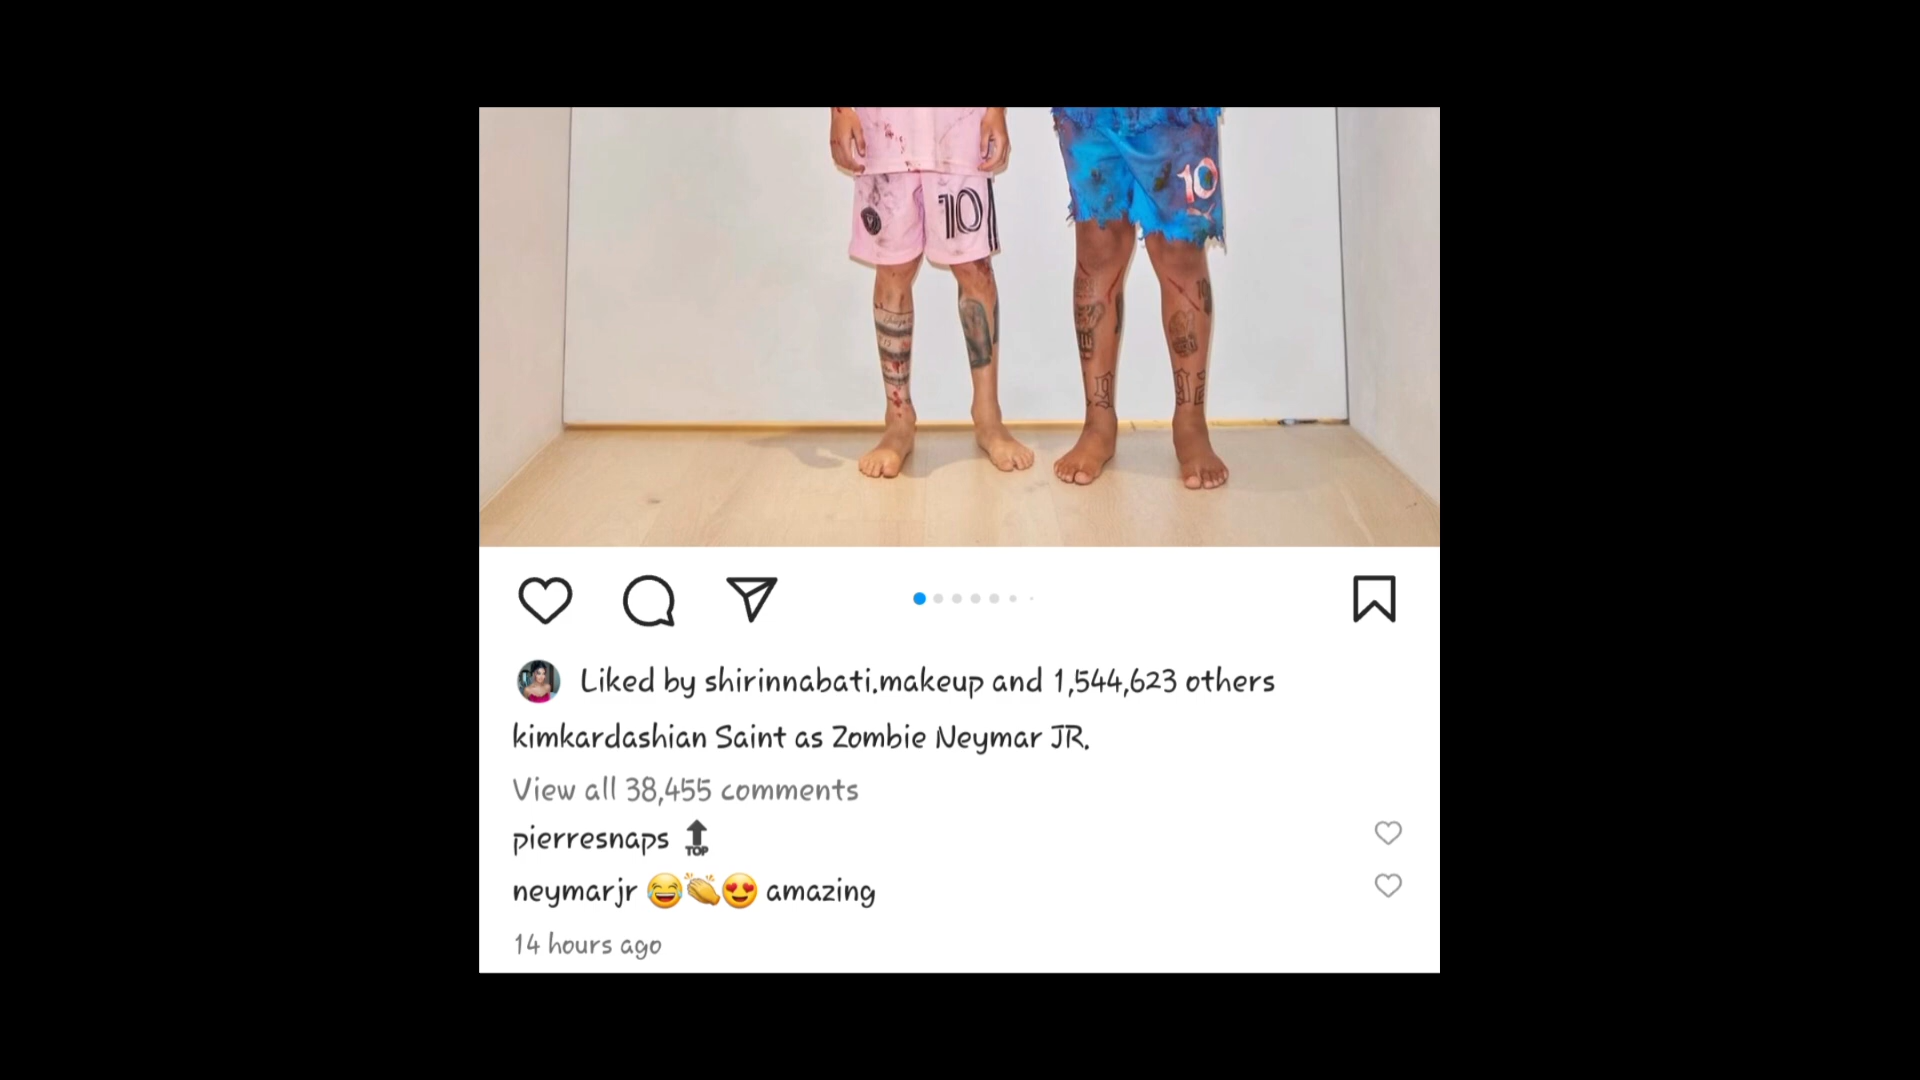 10
10
Liked by shirinnabati.makeup and 1,544,623 others
kimkardashian Saint as Zombie Neymar JR.
View all 38,455 comments
pierresnaps 🔝
neymarjr 😂👏😍 amazing
14 hours ago